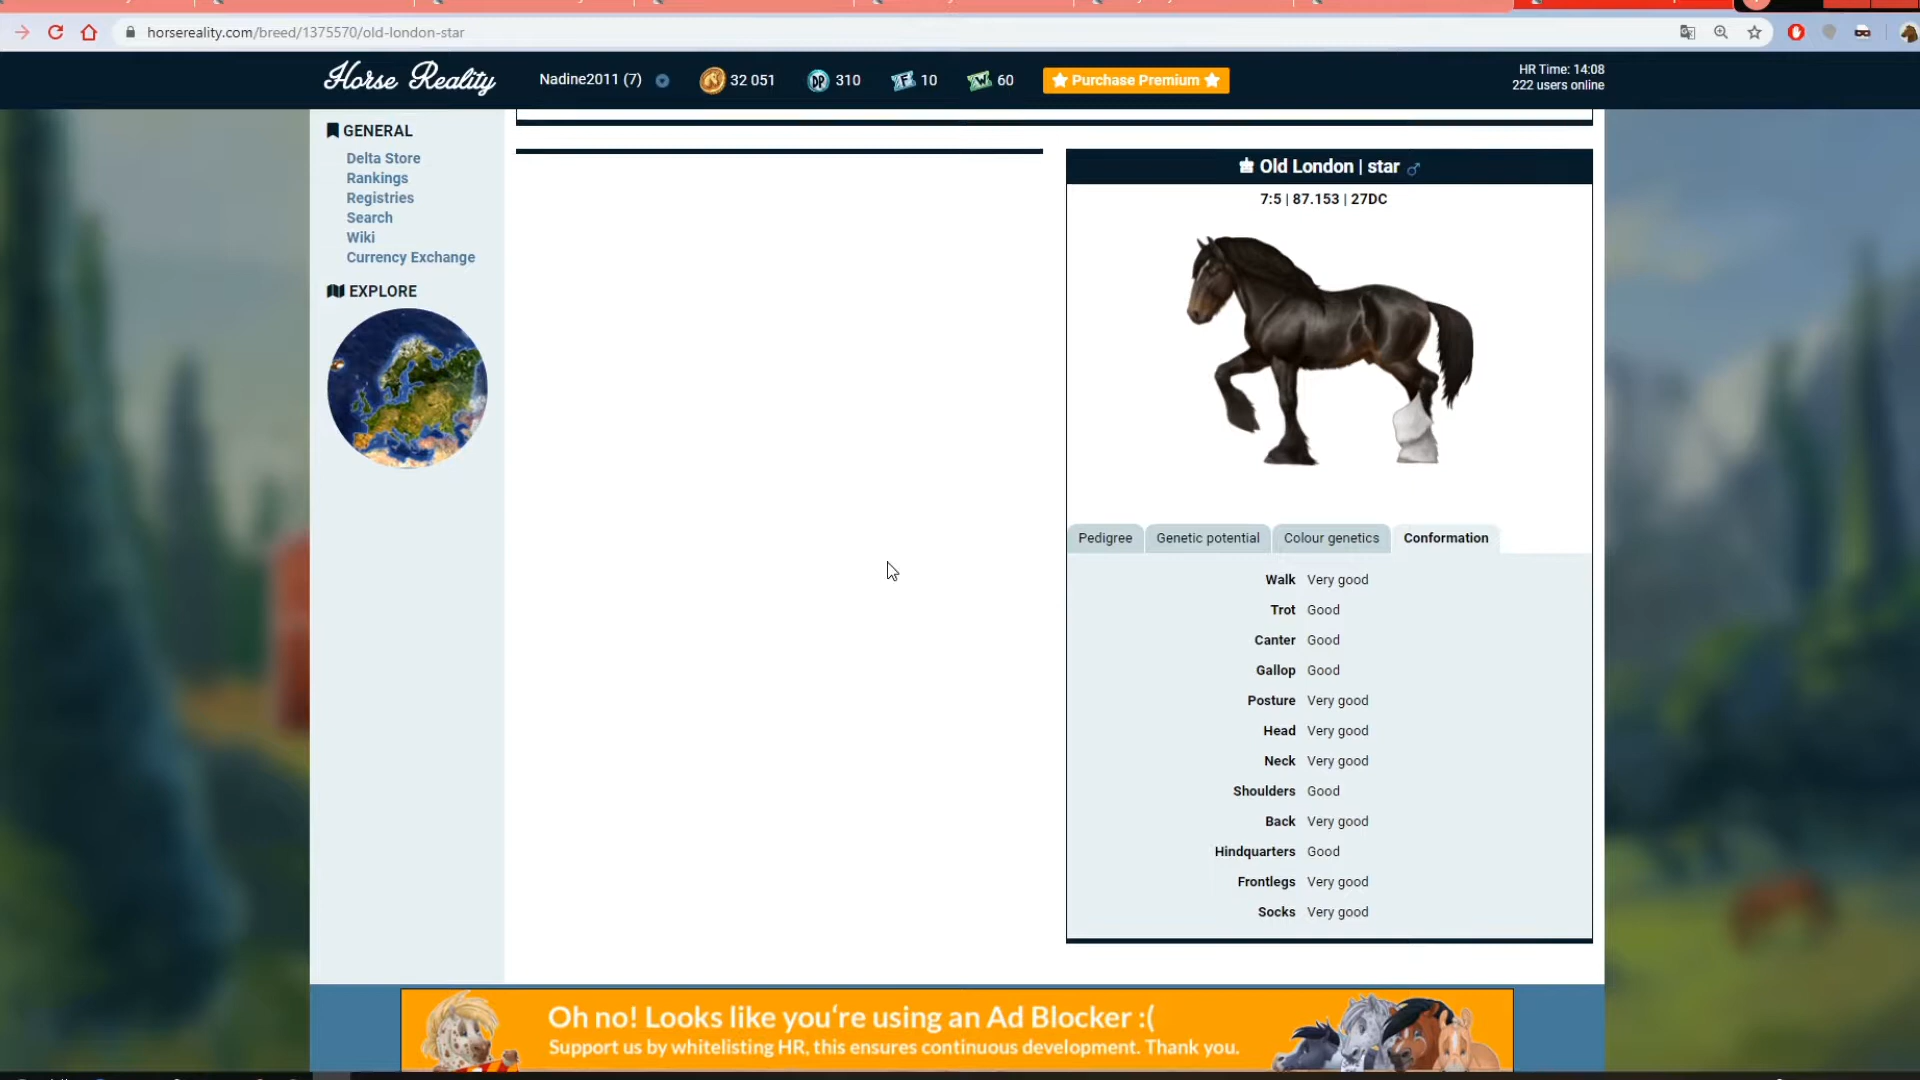 horsereality.com/breed/1375570/old-london-star
Horse Reality
Nadine2011 (7)
32 051
DP
310
F
10
W
60
Purchase Premium
HR Time: 14:08
222 users online
GENERAL
Delta Store
Rankings
Registries
Search
Wiki
Currency Exchange
EXPLORE
Old London | star ♂
7:5 | 87.153 | 27DC
Pedigree
Genetic potential
Colour genetics
Conformation
Walk Very good
Trot Good
Canter Good
Gallop Good
Posture Very good
Head Very good
Neck Very good
Shoulders Good
Back Very good
Hindquarters Good
Frontlegs Very good
Socks Very good
Oh no! Looks like you're using an Ad Blocker :(
Support us by whitelisting HR, this ensures continuous development. Thank you.